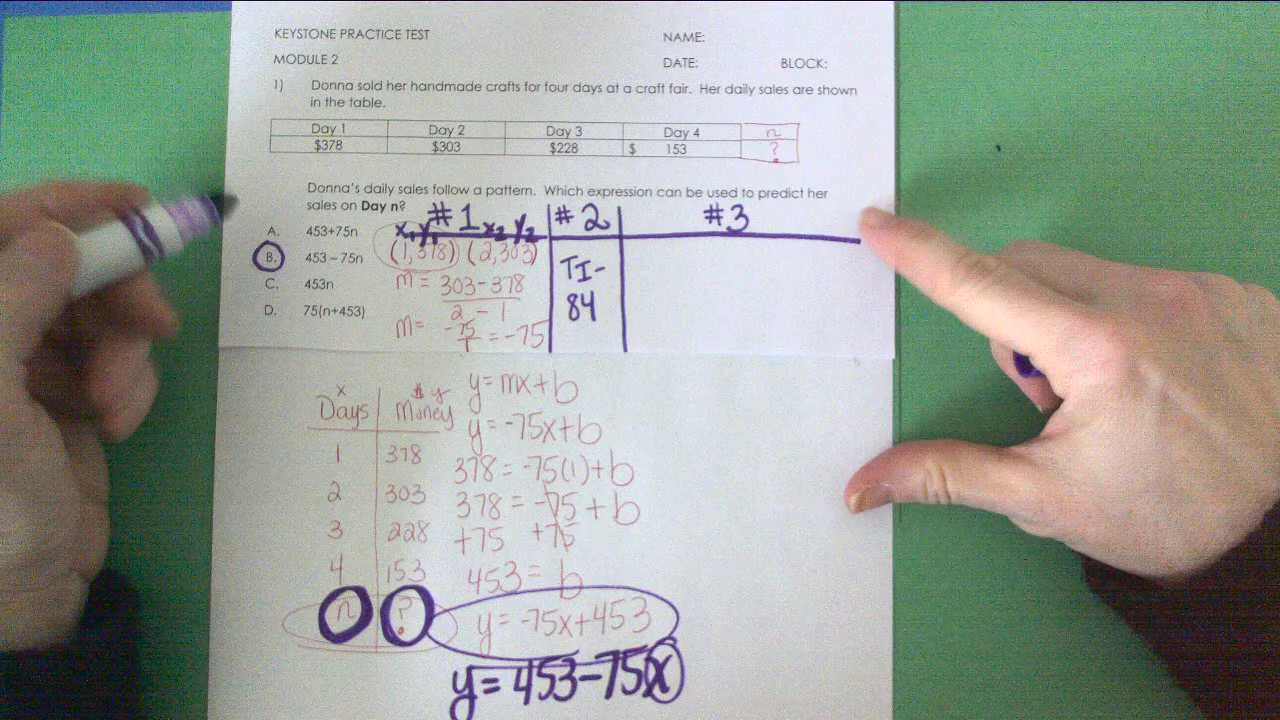 KEYSTONE PRACTICE TEST NAME:
MODULE 2 DATE: BLOCK:
1) Donna sold her handmade crafts for four days at a craft fair. Her daily sales are shown
in the table.
Day 1 Day 2 Day 3 Day 4 n
$378 $303 $228 $ 153 ?
Donna's daily sales follow a pattern. Which expression can be used to predict her
sales on Day n?
#1 #2 #3
x₁ y₁ x₂ y₂
A. 453+75n
B. 453 – 75n
C. 453n
D. 75(n+453)
(1,378) (2,303)
m = 303-378
2 - 1
m= -75
1 = -75
TI-
84
x $ y
Days Money
1 378
2 303
3 228
4 153
n ?
y=mx+b
y=-75x+b
378=-75(1)+b
378=-75+b
+75 +75
453=b
y=-75x+453
y=453-75x